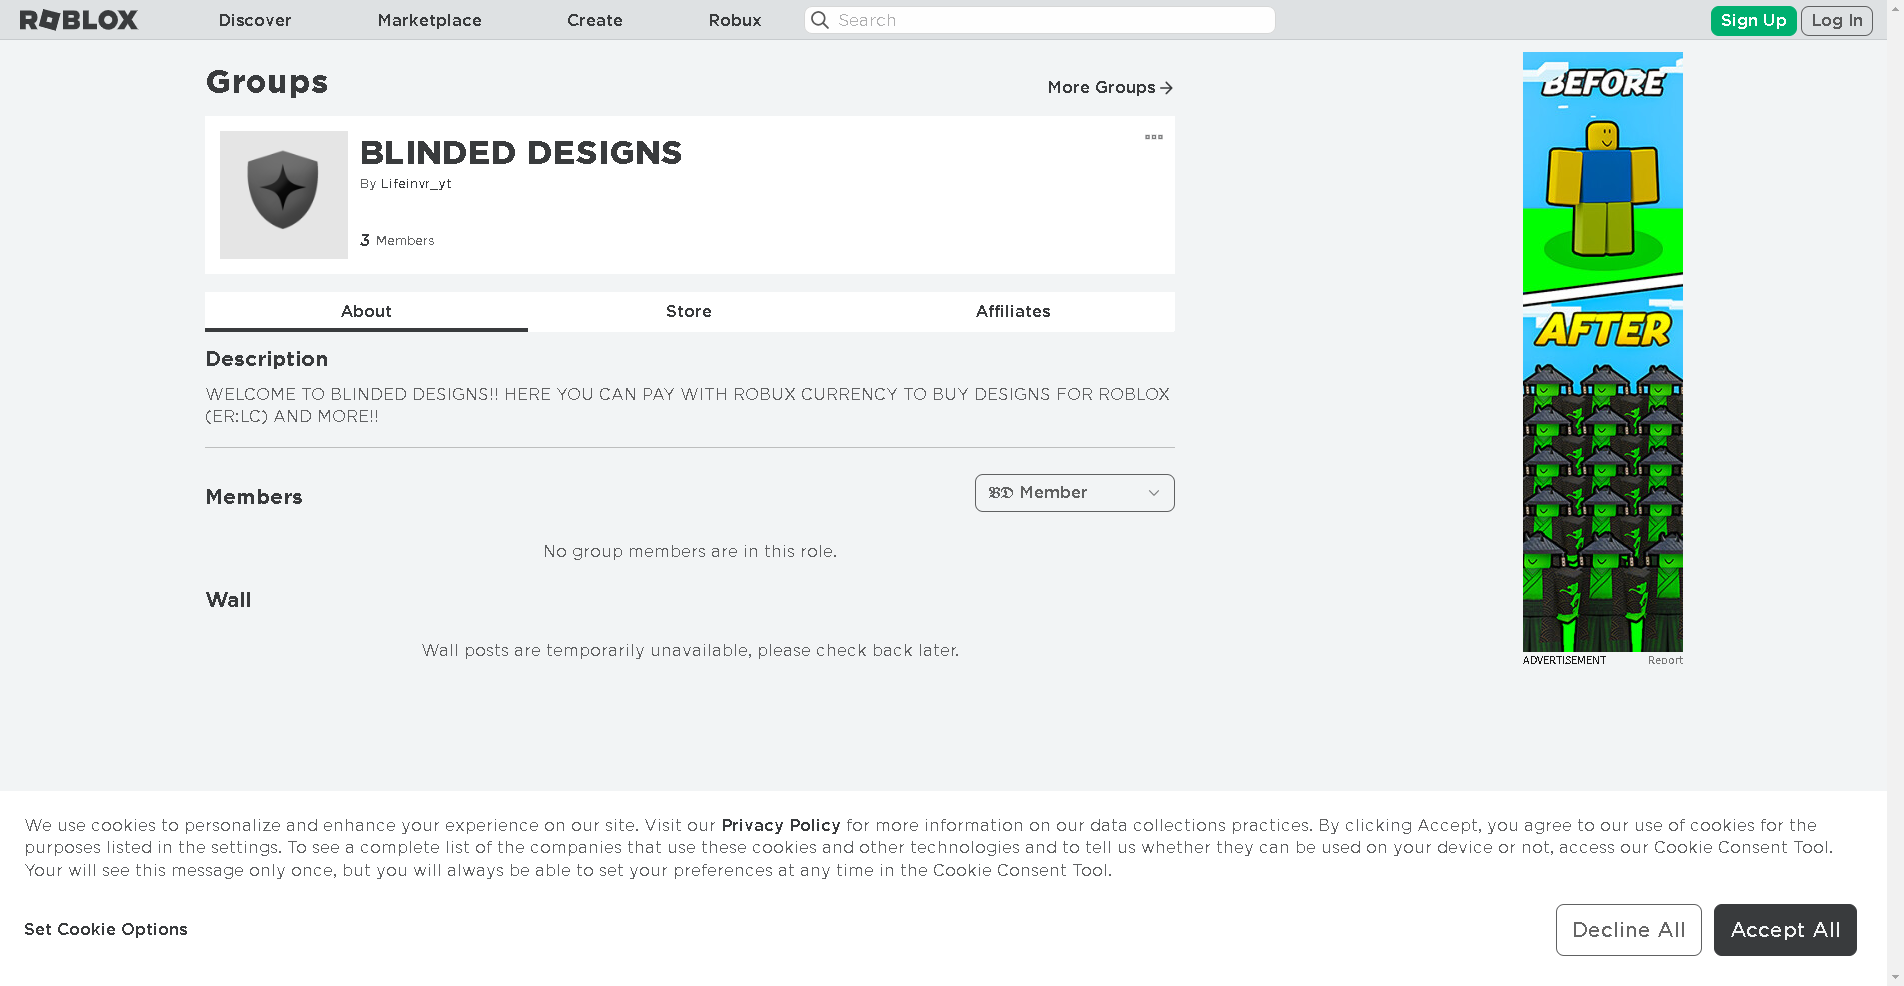 ROBLOX
Discover
Marketplace
Create
Robux
Search
Sign Up
Log In
Groups
More Groups
BLINDED DESIGNS
By Lifeinvr_yt
3 Members
About
Store
Affiliates
Description
WELCOME TO BLINDED DESIGNS!! HERE YOU CAN PAY WITH ROBUX CURRENCY TO BUY DESIGNS FOR ROBLOX
(ER:LC) AND MORE!!
Members
𝕭𝕯 Member
No group members are in this role.
Wall
Wall posts are temporarily unavailable, please check back later.
BEFORE
AFTER
ADVERTISEMENT
Report
We use cookies to personalize and enhance your experience on our site. Visit our Privacy Policy for more information on our data collections practices. By clicking Accept, you agree to our use of cookies for the
purposes listed in the settings. To see a complete list of the companies that use these cookies and other technologies and to tell us whether they can be used on your device or not, access our Cookie Consent Tool.
Your will see this message only once, but you will always be able to set your preferences at any time in the Cookie Consent Tool.
Set Cookie Options
Decline All
Accept All